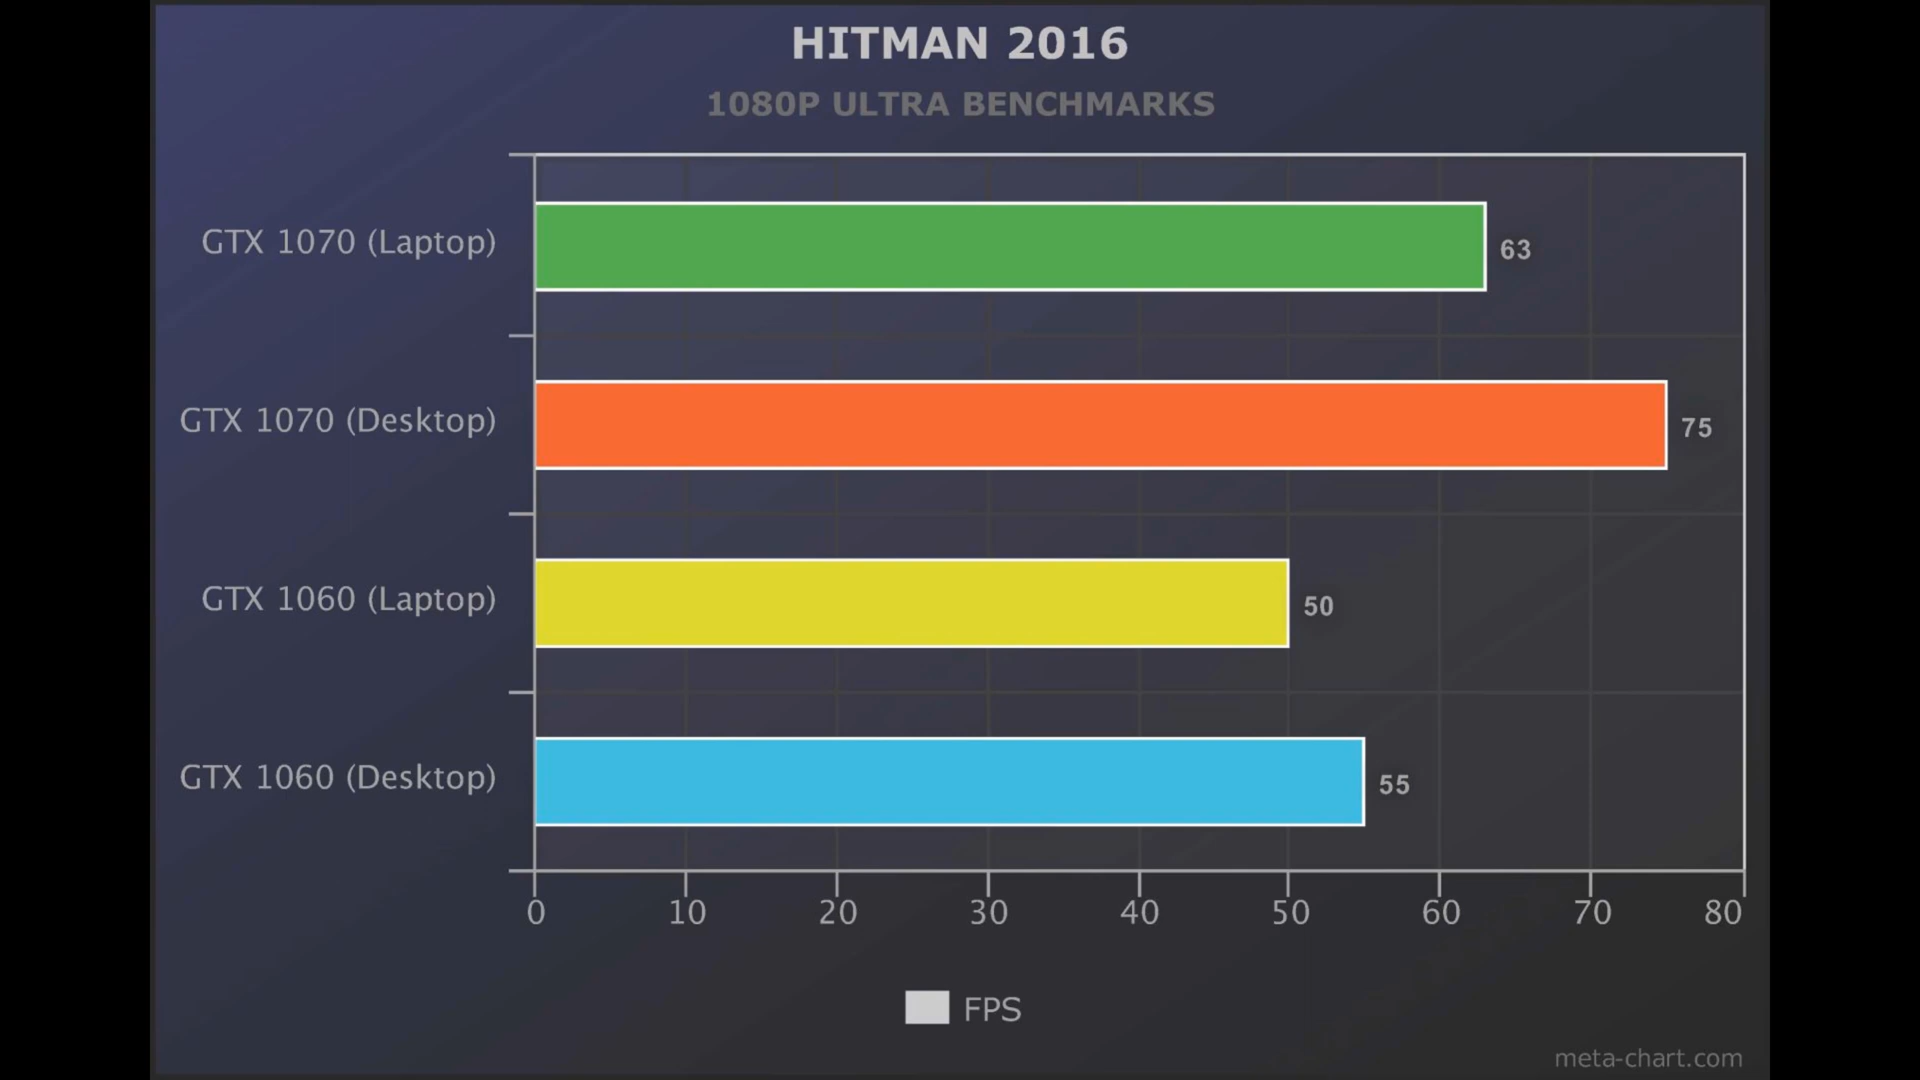 HITMAN 2016
1080P ULTRA BENCHMARKS
GTX 1070 (Laptop)
63
GTX 1070 (Desktop)
75
GTX 1060 (Laptop)
50
GTX 1060 (Desktop)
55
0 10 20 30 40 50 60 70 80
FPS
meta-chart.com